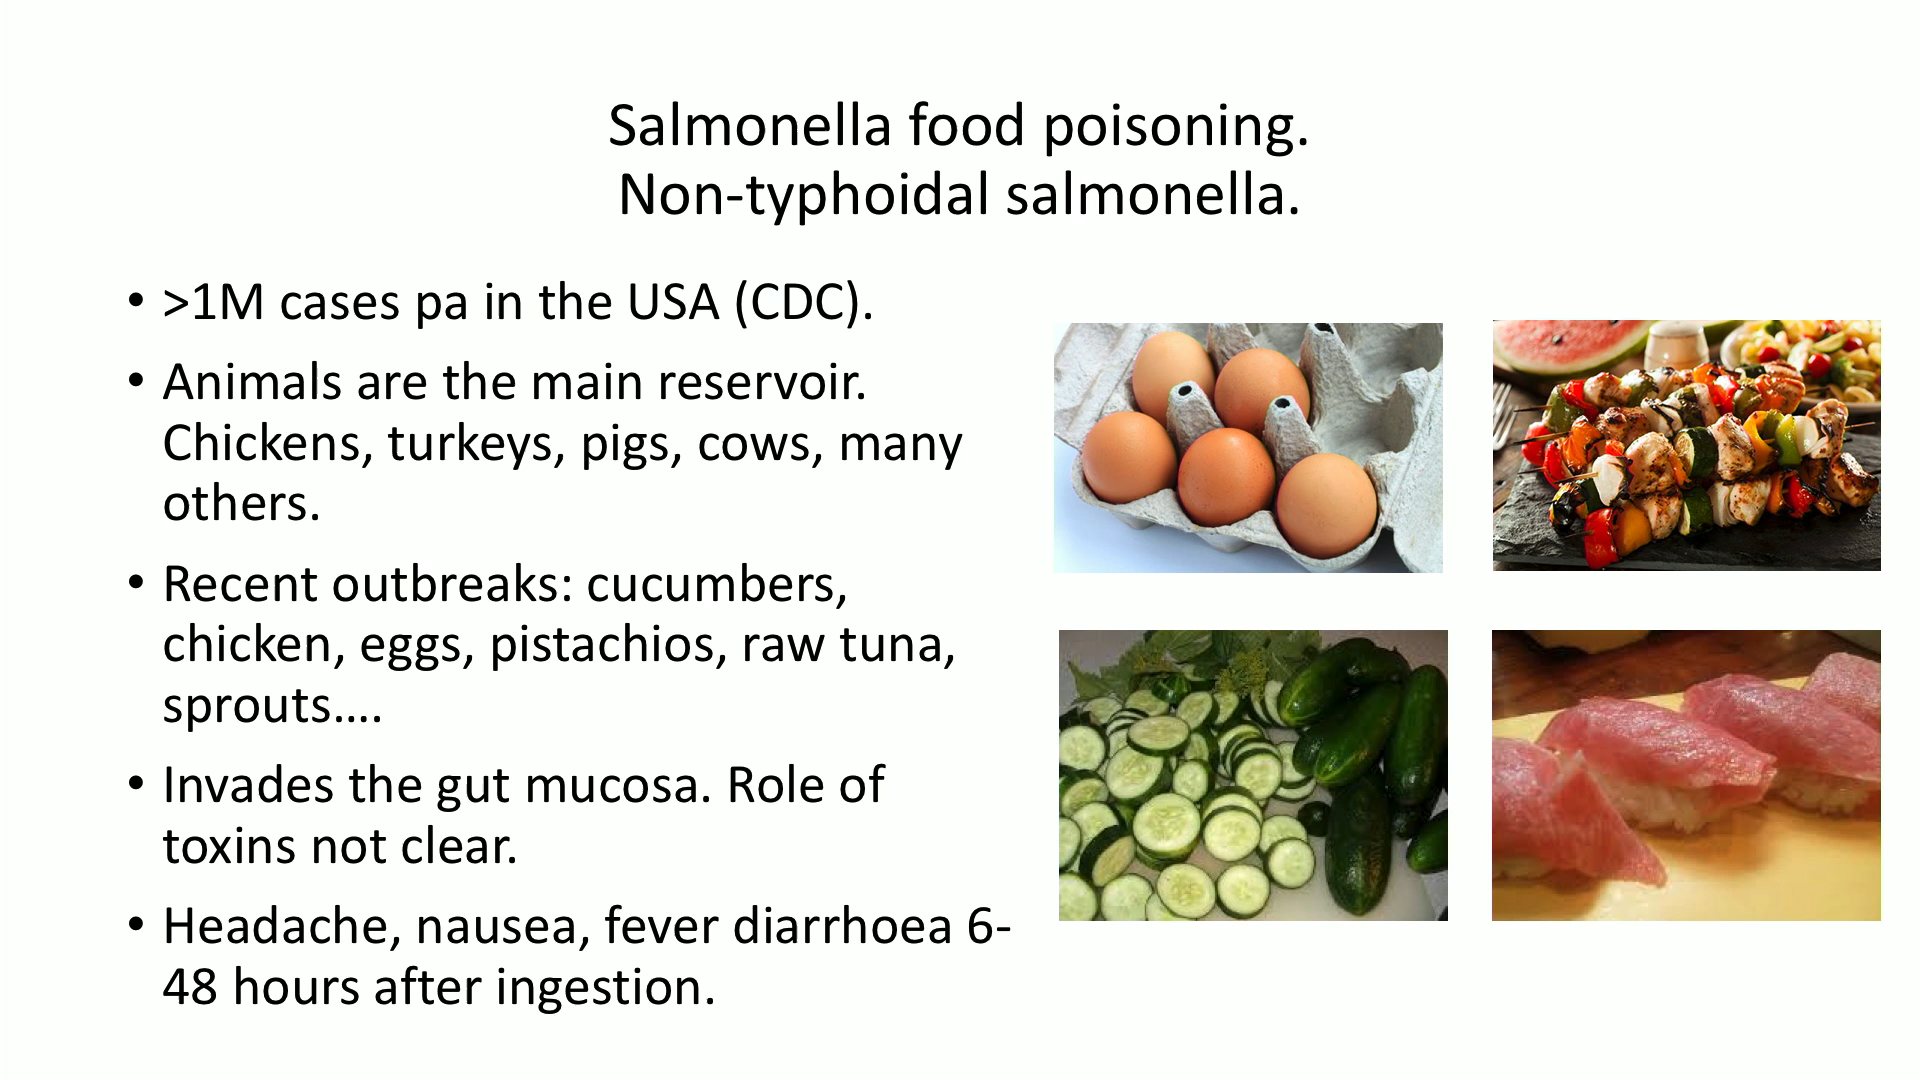 Salmonella food poisoning.
Non-typhoidal salmonella.
• >1M cases pa in the USA (CDC).
• Animals are the main reservoir.
Chickens, turkeys, pigs, cows, many
others.
• Recent outbreaks: cucumbers,
chicken, eggs, pistachios, raw tuna,
sprouts….
• Invades the gut mucosa. Role of
toxins not clear.
• Headache, nausea, fever diarrhoea 6-
48 hours after ingestion.